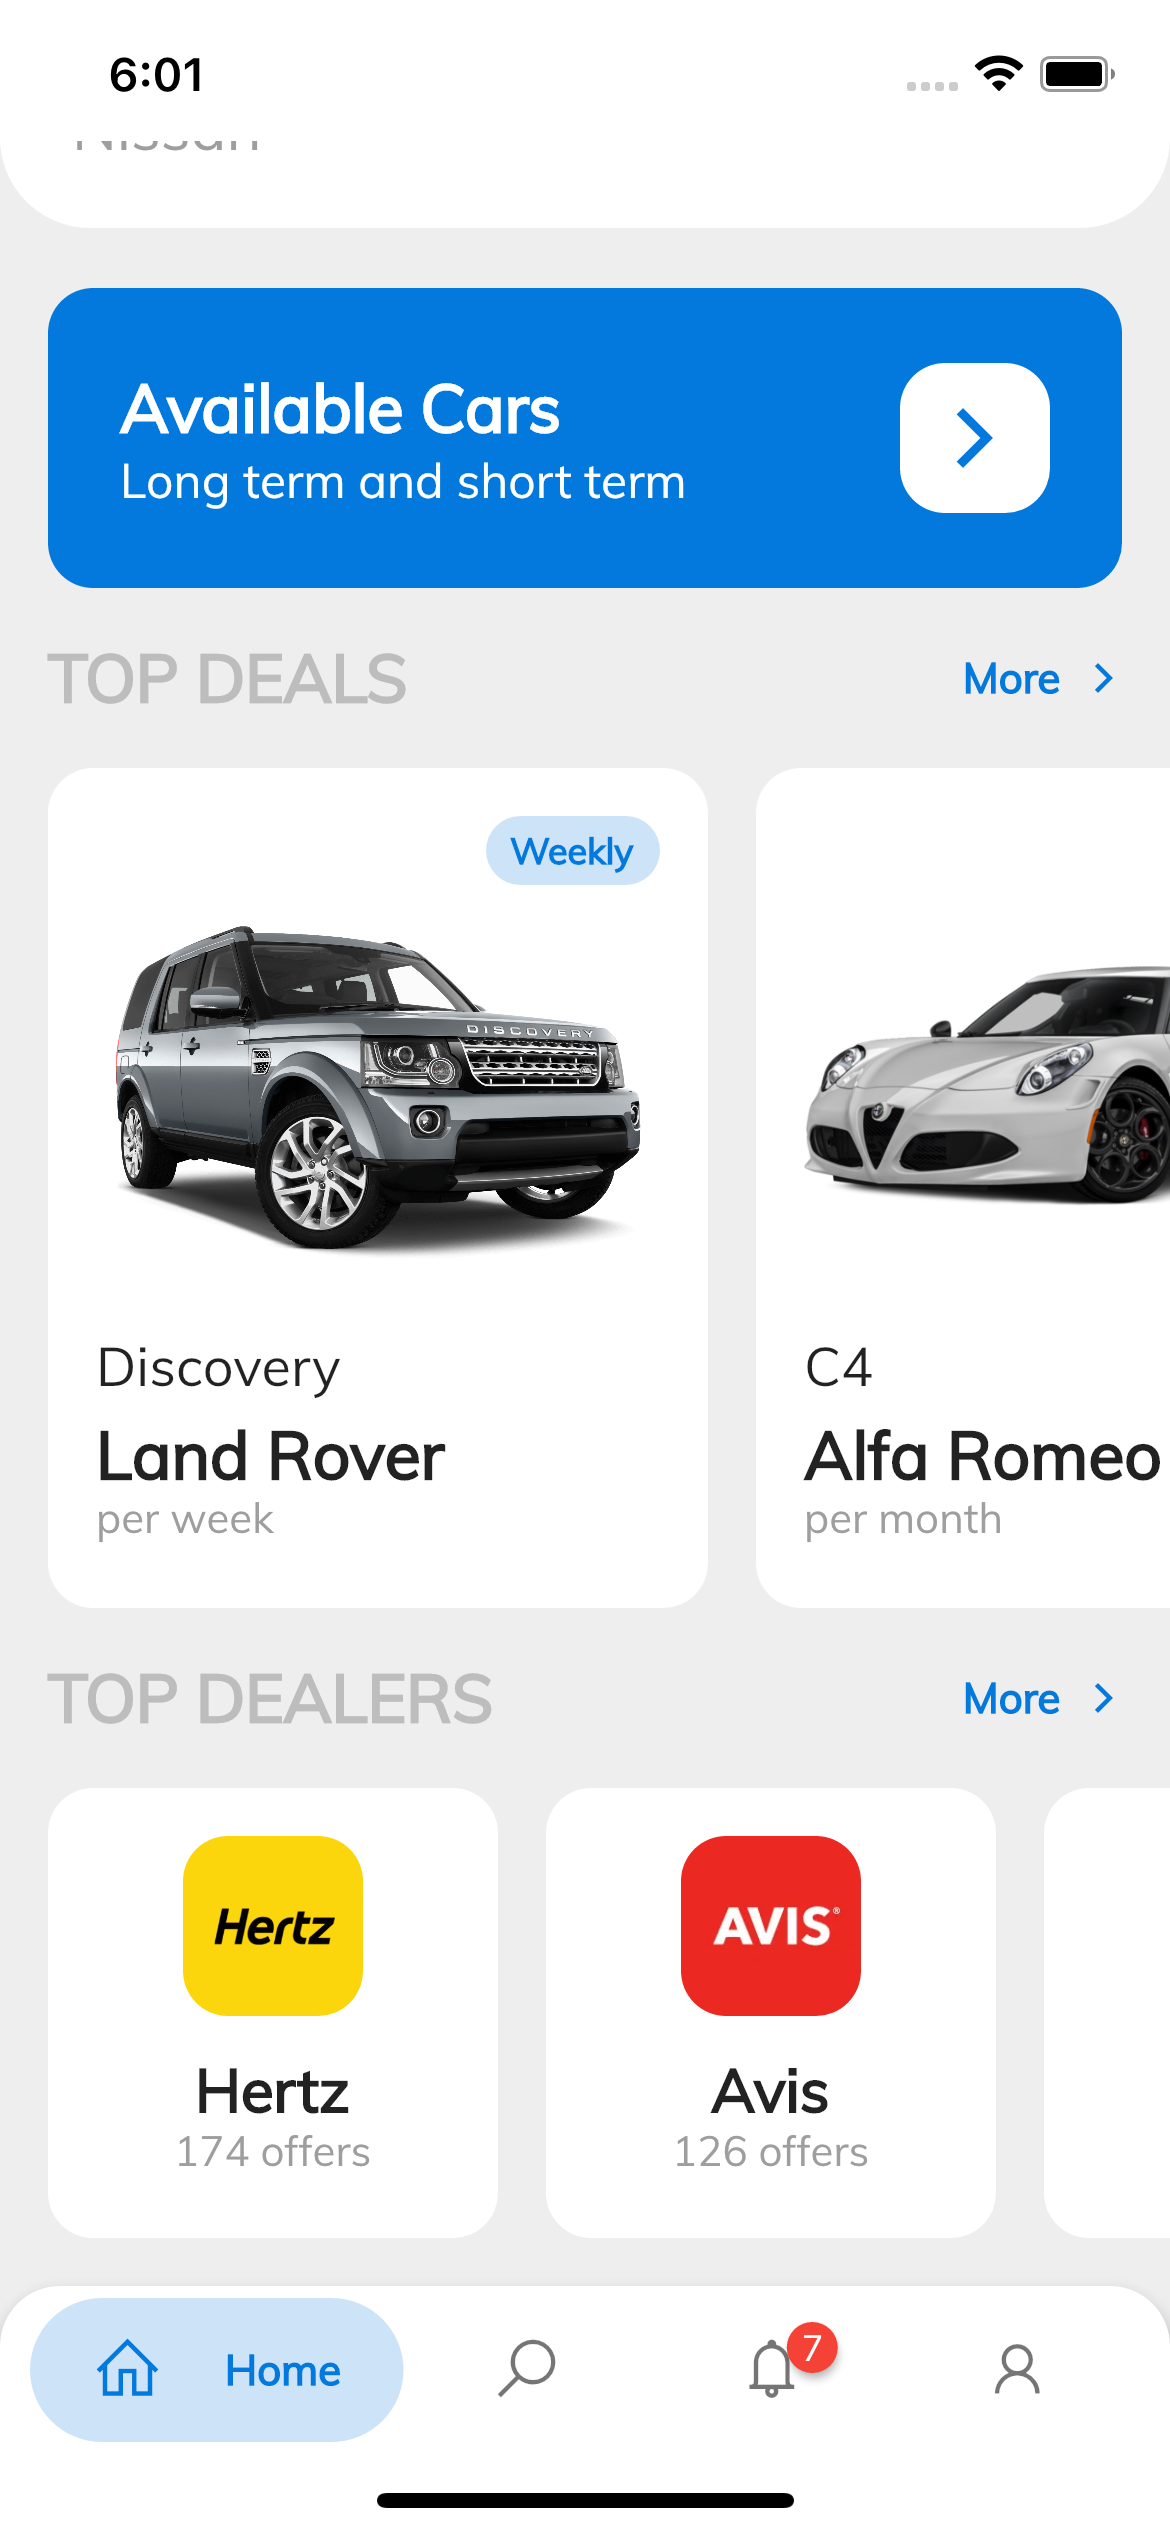 6:01
Nissan
Available Cars
Long term and short term
TOP DEALS
More
Weekly
DISCOVERY
Discovery
Land Rover
per week
C4
Alfa Romeo
per month
TOP DEALERS
More
Hertz
AVIS®
Hertz
174 offers
Avis
126 offers
Home
7